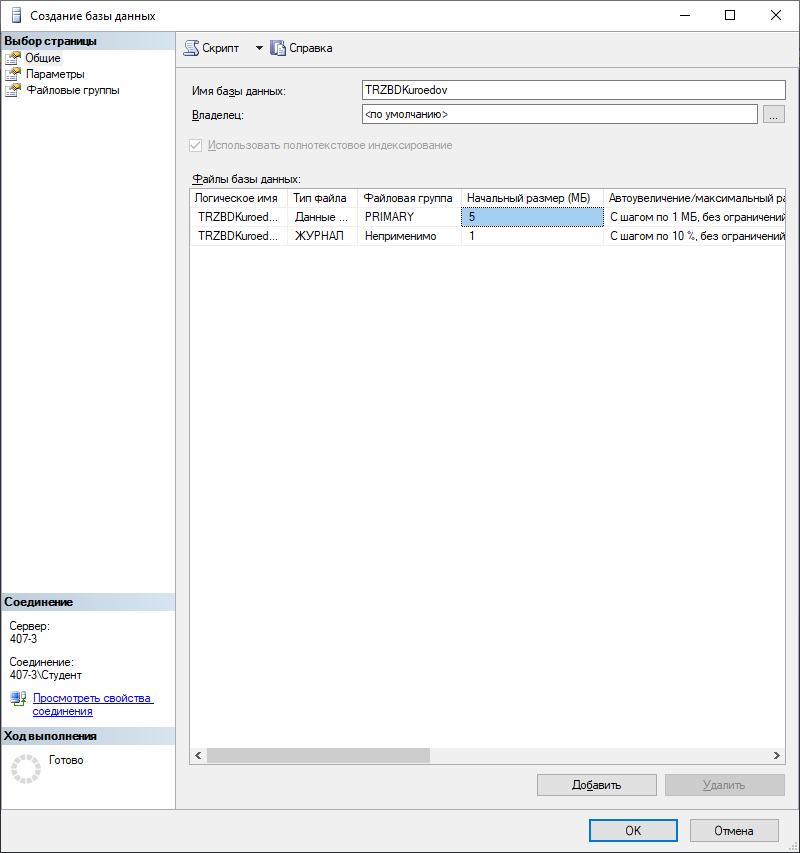 Создание базы данных
Выбор страницы
Общие
Параметры
Файловые группы
Скрипт
Справка
Имя базы данных:
TRZBDKuroedov
Владелец:
<по умолчанию>
...
Использовать полнотекстовое индексирование
Файлы базы данных:
Логическое имя Тип файла Файловая группа Начальный размер (МБ) Автоувеличение/максимальный ра
TRZBDKuroed... Данные ... PRIMARY 5 С шагом по 1 МБ, без ограничений
TRZBDKuroed... ЖУРНАЛ Неприменимо 1 С шагом по 10 %, без ограничений
Соединение
Сервер:
407-3
Соединение:
407-3\Студент
Просмотреть свойства
соединения
Ход выполнения
Готово
Добавить
Удалить
OK
Отмена